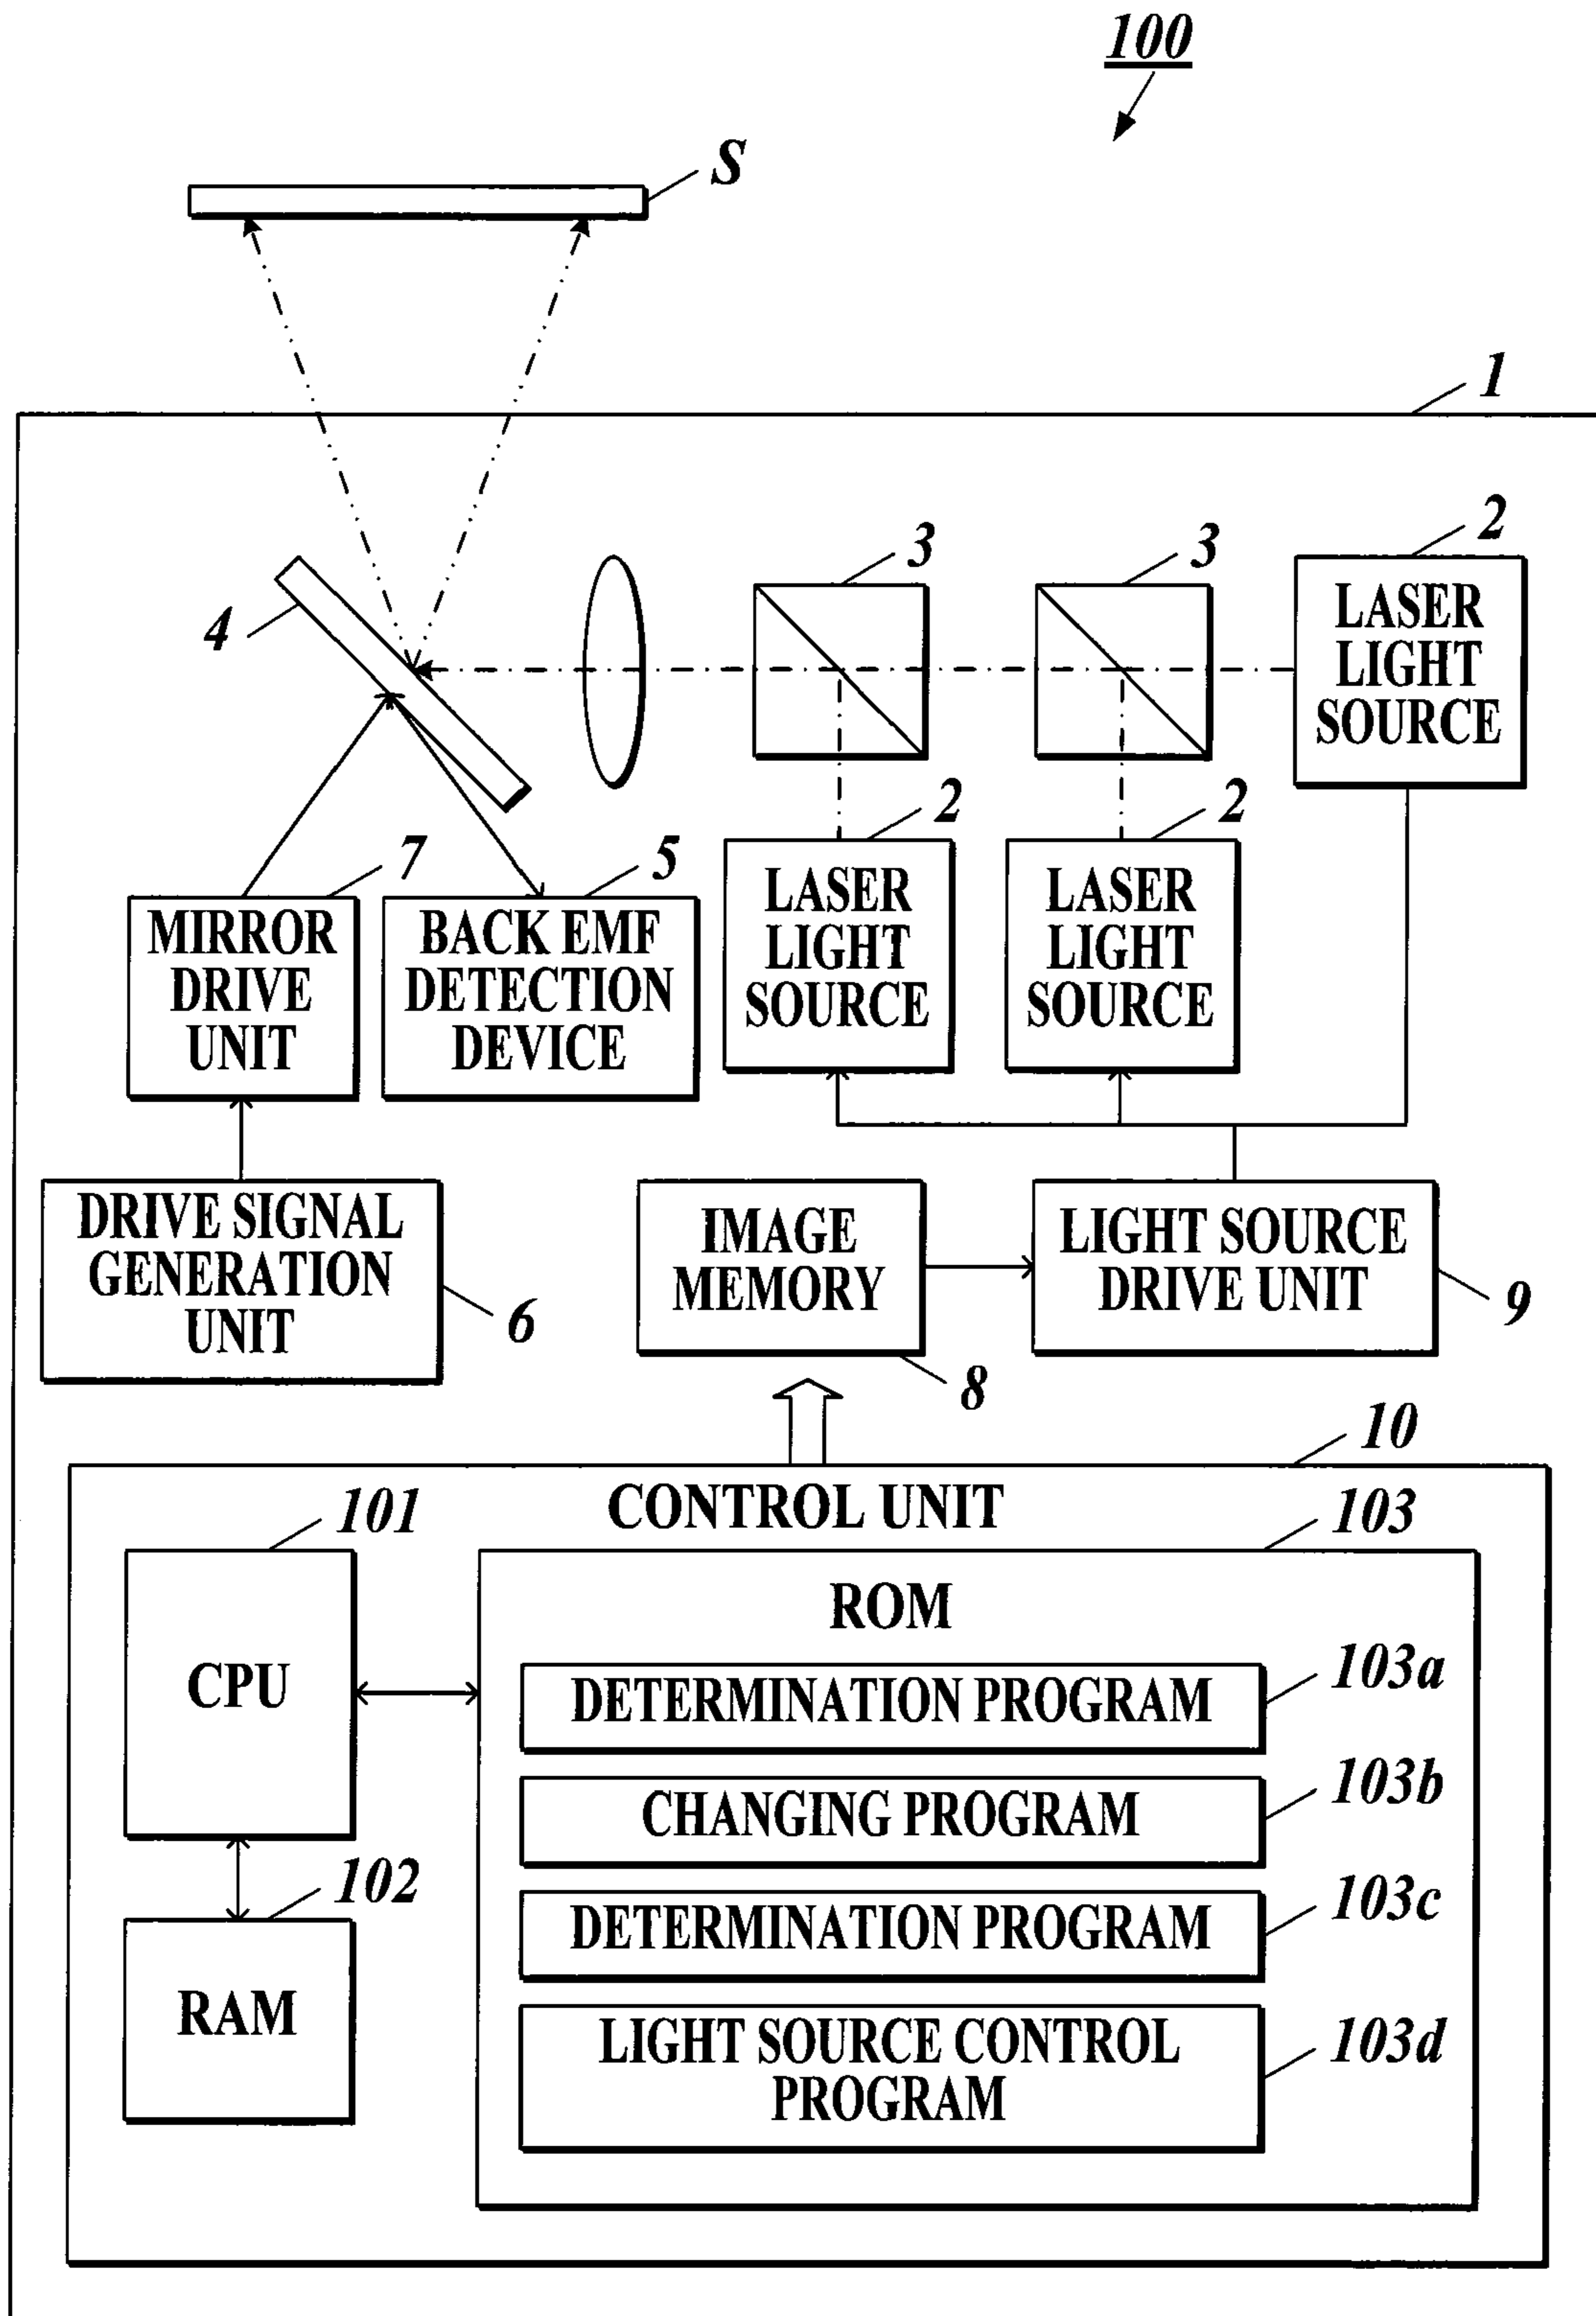 100
S
1
2
3
3
LASER
LIGHT
SOURCE
4
2
2
7
5
MIRROR
DRIVE
UNIT
BACK EMF
DETECTION
DEVICE
LASER
LIGHT
SOURCE
LASER
LIGHT
SOURCE
DRIVE SIGNAL
GENERATION
UNIT
6
IMAGE
MEMORY
8
LIGHT SOURCE
DRIVE UNIT
9
10
CONTROL UNIT
101
103
CPU
ROM
DETERMINATION PROGRAM
103a
CHANGING PROGRAM
103b
102
DETERMINATION PROGRAM
103c
RAM
LIGHT SOURCE CONTROL
PROGRAM
103d